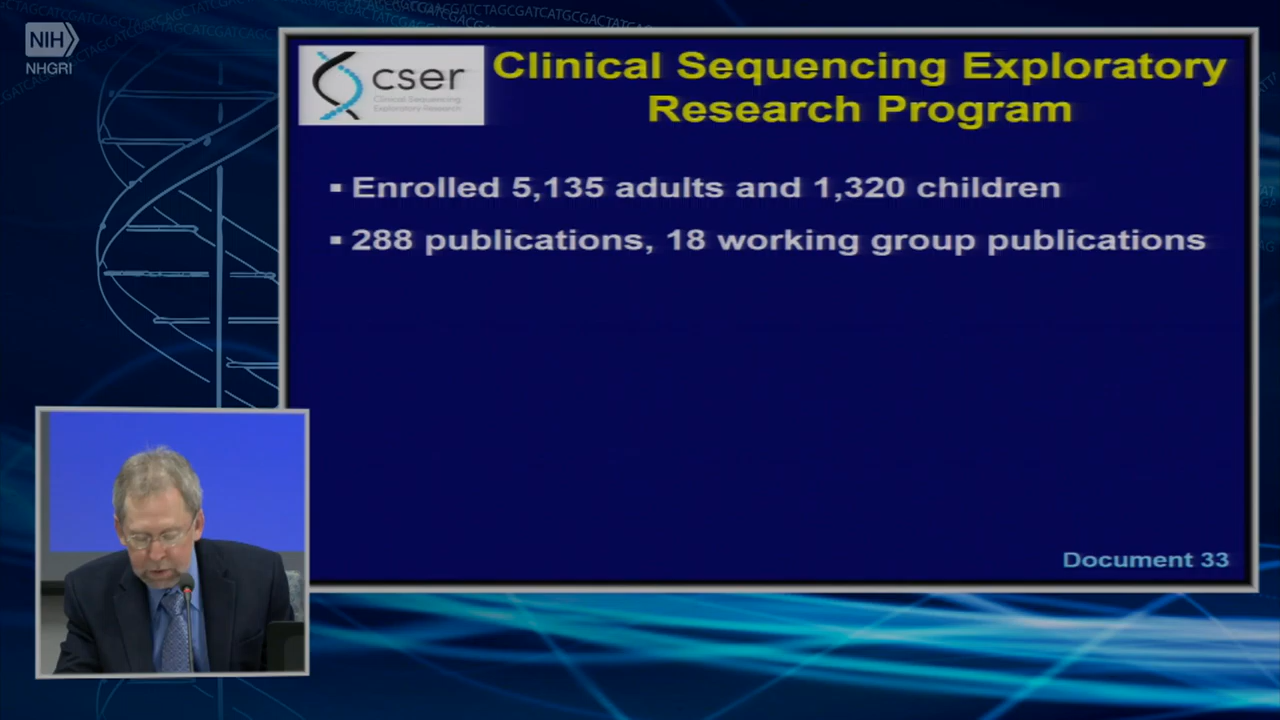 NIH
NHGRI
cser
Clinical Sequencing
Exploratory Research
Clinical Sequencing Exploratory
Research Program
▪ Enrolled 5,135 adults and 1,320 children
▪ 288 publications, 18 working group publications
Document 33